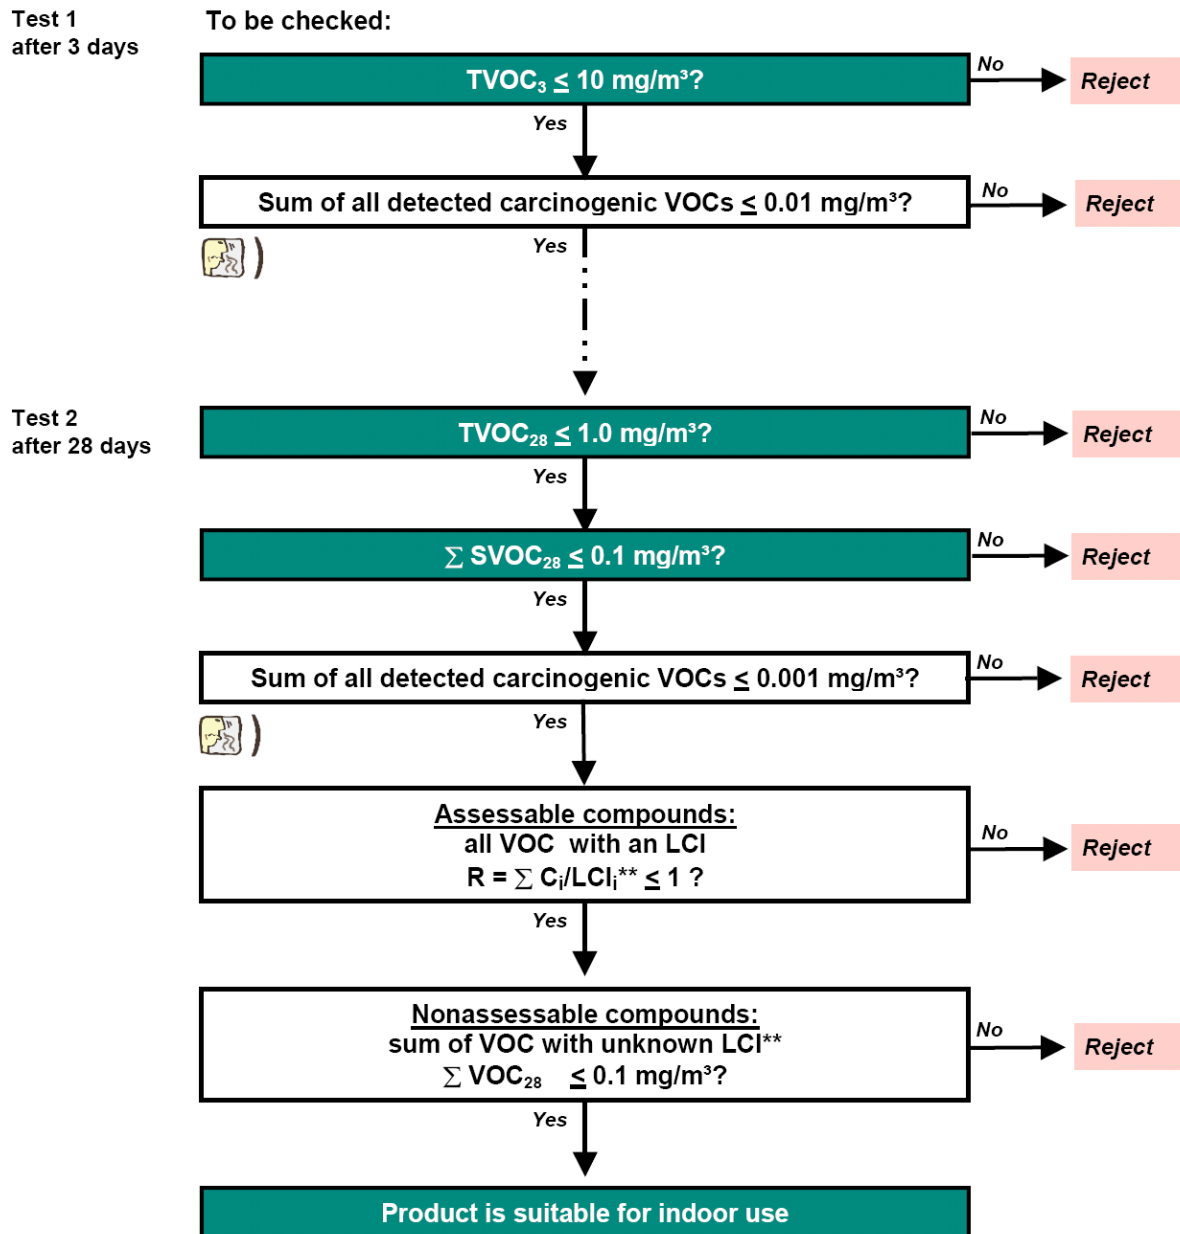 Test 1
after 3 days
To be checked:
TVOC₃ ≤ 10 mg/m³?
No
Reject
Yes
Sum of all detected carcinogenic VOCs ≤ 0.01 mg/m³?
No
Reject
)
Yes
Test 2
after 28 days
TVOC₂₈ ≤ 1.0 mg/m³?
No
Reject
Yes
∑ SVOC₂₈ ≤ 0.1 mg/m³?
No
Reject
Yes
Sum of all detected carcinogenic VOCs ≤ 0.001 mg/m³?
No
Reject
)
Yes
Assessable compounds:
all VOC with an LCI
R = ∑ Cᵢ/LCIᵢ** ≤ 1 ?
No
Reject
Yes
Nonassessable compounds:
sum of VOC with unknown LCI**
∑ VOC₂₈ ≤ 0.1 mg/m³?
No
Reject
Yes
Product is suitable for indoor use